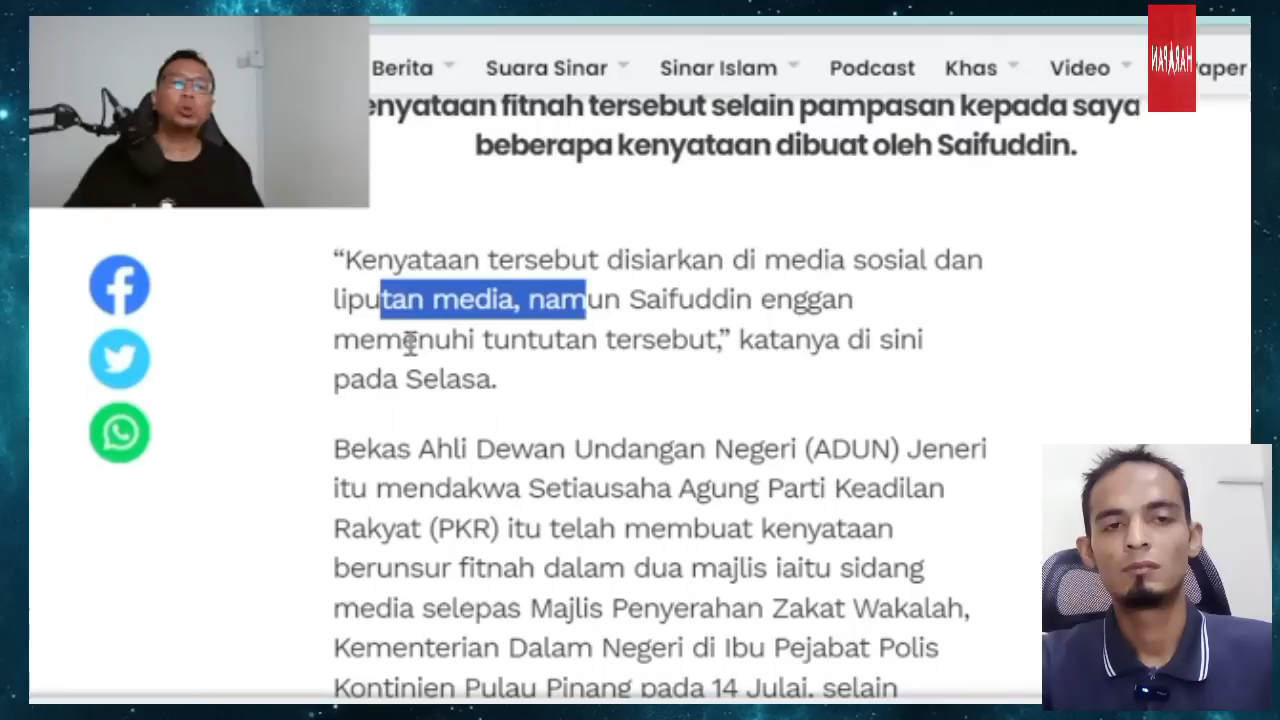 Berita Suara Sinar Sinar Islam Podcast Khas Video aper
HARAPAN
enyataan fitnah tersebut selain pampasan kepada saya
beberapa kenyataan dibuat oleh Saifuddin.
“Kenyataan tersebut disiarkan di media sosial dan
liputan media, namun Saifuddin enggan
memenuhi tuntutan tersebut,” katanya di sini
pada Selasa.
Bekas Ahli Dewan Undangan Negeri (ADUN) Jeneri
itu mendakwa Setiausaha Agung Parti Keadilan
Rakyat (PKR) itu telah membuat kenyataan
berunsur fitnah dalam dua majlis iaitu sidang
media selepas Majlis Penyerahan Zakat Wakalah,
Kementerian Dalam Negeri di Ibu Pejabat Polis
Kontinjen Pulau Pinang pada 14 Julai, selain